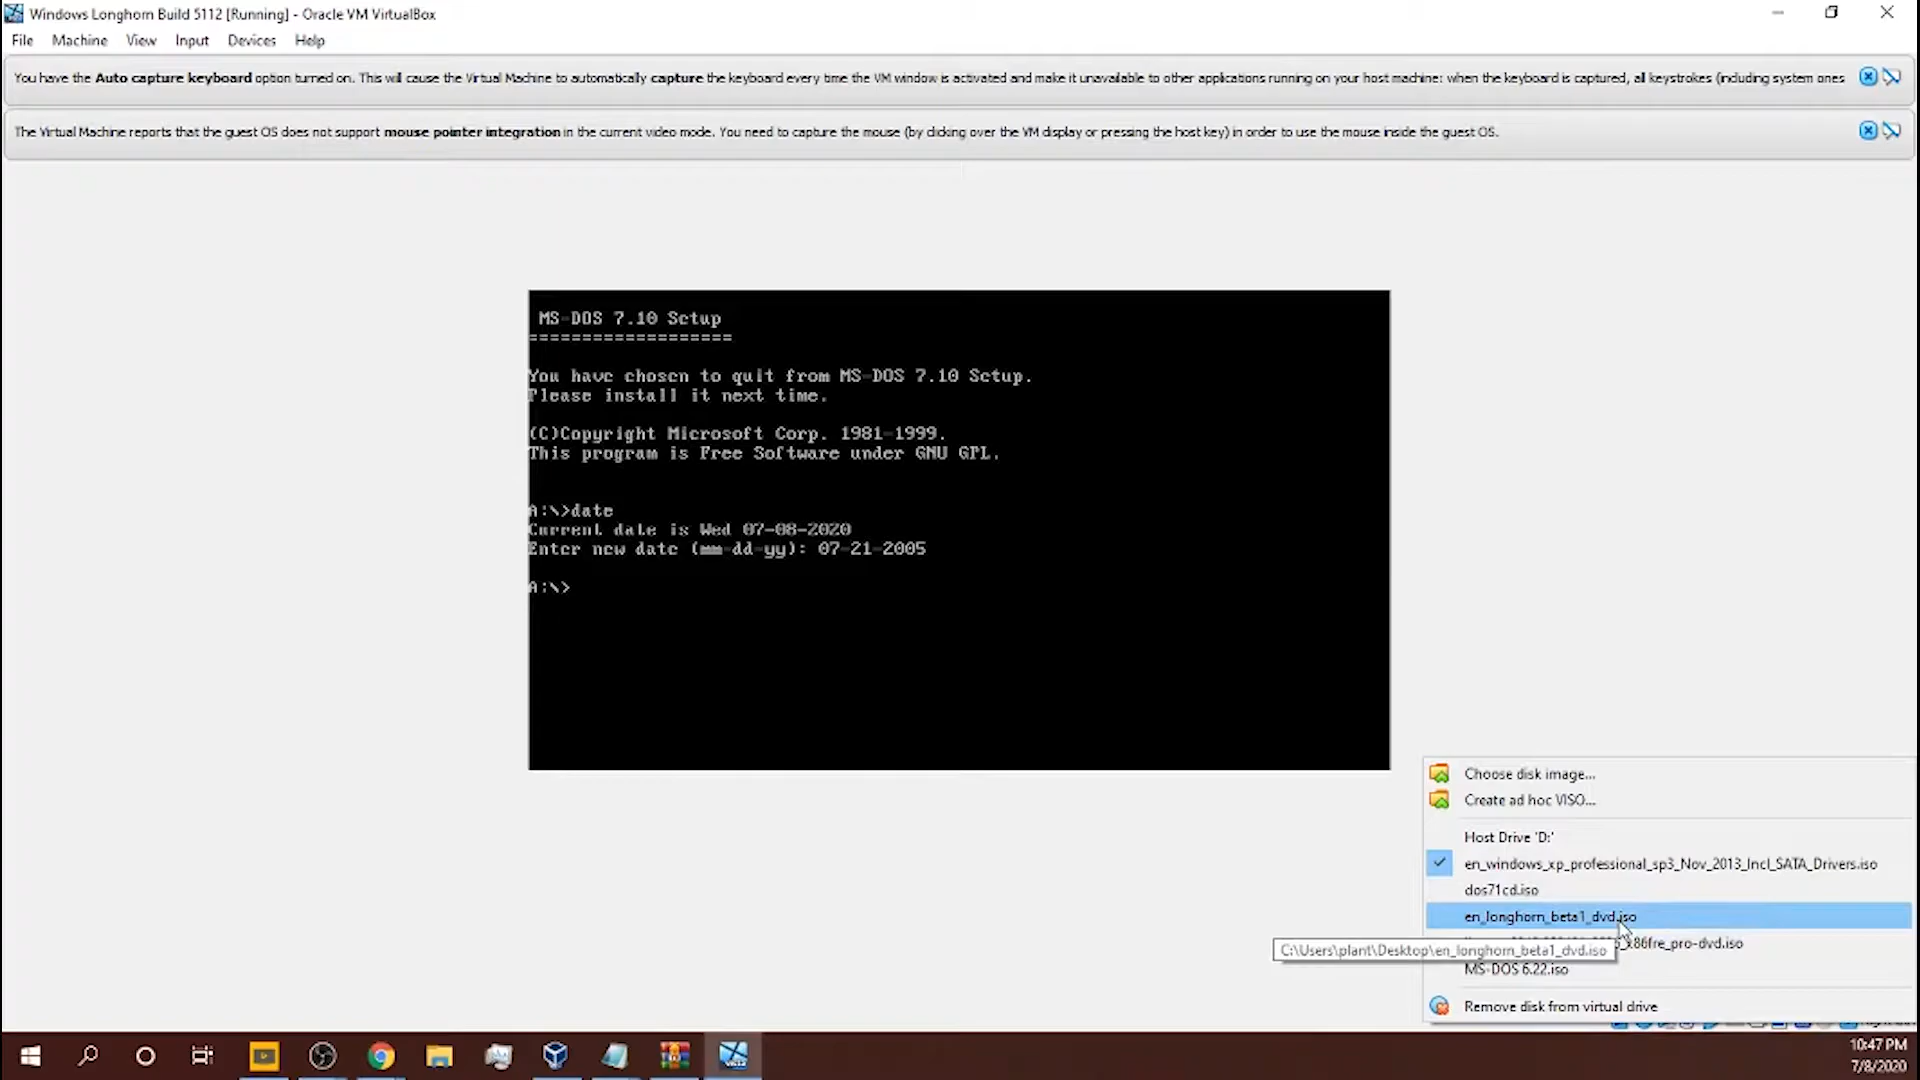 Windows Longhorn Build 5112 [Running] - Oracle VM VirtualBox
File Machine View Input Devices Help
You have the Auto capture keyboard option turned on. This will cause the Virtual Machine to automatically capture the keyboard every time the VM window is activated and make it unavailable to other applications running on your host machine: when the keyboard is captured, all keystrokes (including system ones
The Virtual Machine reports that the guest OS does not support mouse pointer integration in the current video mode. You need to capture the mouse (by clicking over the VM display or pressing the host key) in order to use the mouse inside the guest OS.
MS-DOS 7.10 Setup
===================
You have chosen to quit from MS-DOS 7.10 Setup.
Please install it next time.
(C)Copyright Microsoft Corp. 1981-1999.
This program is Free Software under GNU GPL.
A:\>date
Current date is Wed 07-08-2020
Enter new date (mm-dd-yy): 07-21-2005
A:\>
Choose disk image...
Create ad hoc VISO...
Host Drive 'D:'
en_windows_xp_professional_sp3_Nov_2013_Incl_SATA_Drivers.iso
dos71cd.iso
en_longhorn_beta1_dvd.iso
x86fre_pro-dvd.iso
C:\Users\plant\Desktop\en_longhorn_beta1_dvd.iso
MS-DOS 6.22.iso
Remove disk from virtual drive
10:47 PM
7/8/2020